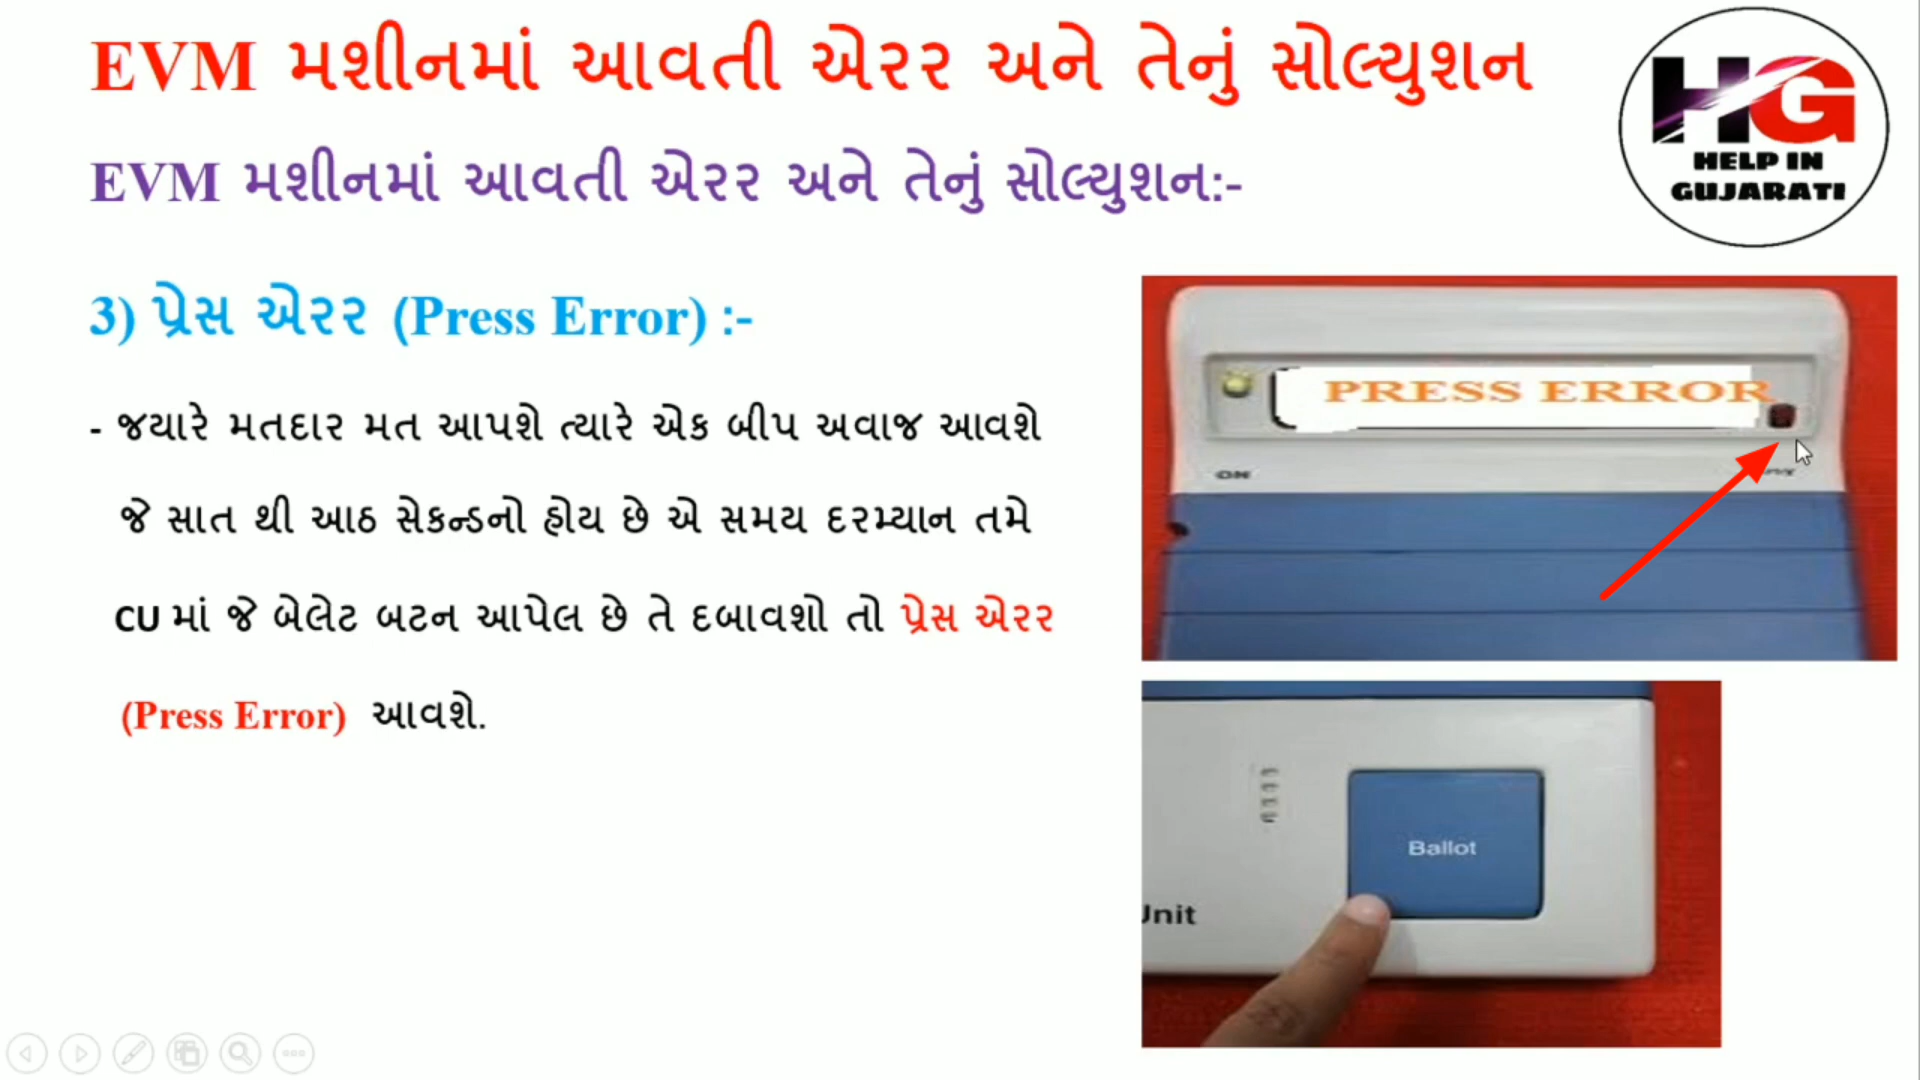 EVM મશીનમાં આવતી એરર અને તેનું સોલ્યુશન
HG
HELP IN
GUJARATI
EVM મશીનમાં આવતી એરર અને તેનું સોલ્યુશન:-
3) પ્રેસ એરર (Press Error) :-
- જયારે મતદાર મત આપશે ત્યારે એક બીપ અવાજ આવશે
જે સાત થી આઠ સેકન્ડનો હોય છે એ સમય દરમ્યાન તમે
CU માં જે બેલેટ બટન આપેલ છે તે દબાવશો તો પ્રેસ એરર
(Press Error) આવશે.
PRESS ERROR
ON
Ballot
Unit